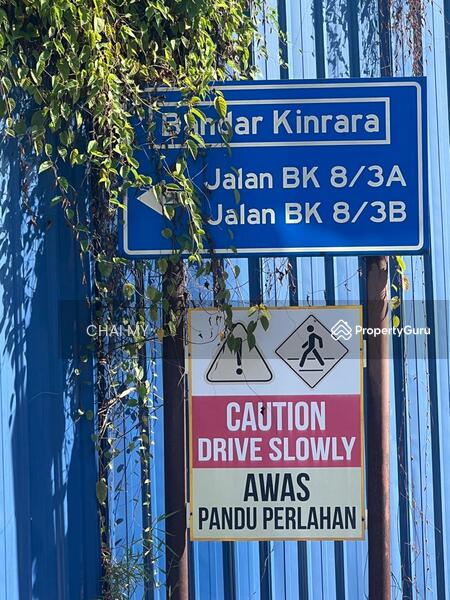 Bandar Kinrara
Jalan BK 8/3A
Jalan BK 8/3B
CHAI MY
PropertyGuru
CAUTION
DRIVE SLOWLY
AWAS
PANDU PERLAHAN